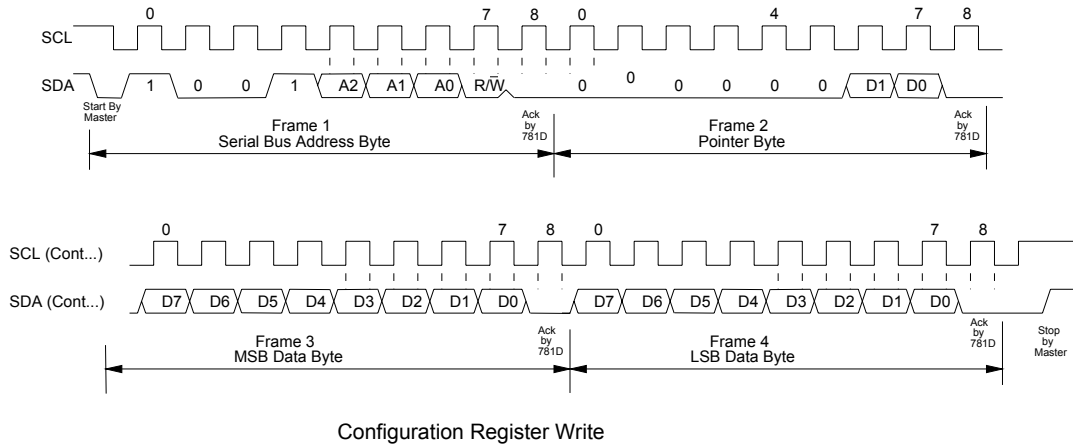 0 7 8 0 4 7 8
SCL
SDA 1 0 0 1 A2 A1 A0 R/W̅ 0 0 0 0 0 0 D1 D0
Start By
Master
Ack
by
781D
Ack
by
781D
Frame 1
Serial Bus Address Byte
Frame 2
Pointer Byte
0 7 8 0 7 8
SCL (Cont...)
SDA (Cont...) D7 D6 D5 D4 D3 D2 D1 D0 D7 D6 D5 D4 D3 D2 D1 D0
Ack
by
781D
Ack
by
781D
Stop
by
Master
Frame 3
MSB Data Byte
Frame 4
LSB Data Byte
Configuration Register Write